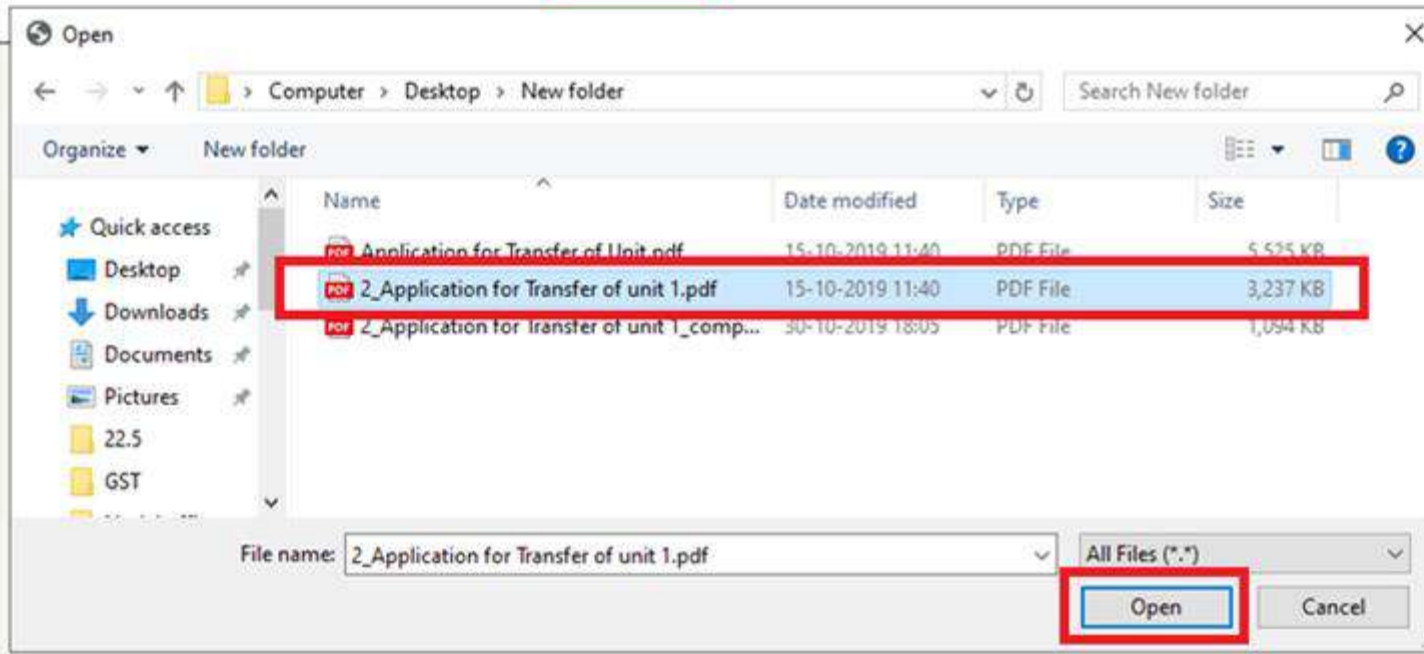 Open
Computer > Desktop > New folder
Search New folder
Organize
New folder
Name Date modified Type Size
Quick access
Desktop
Downloads
Documents
Pictures
22.5
GST
PDF Application for Transfer of Unit.pdf 15-10-2019 11:40 PDF File 5,525 KB
PDF 2_Application for Transfer of unit 1.pdf 15-10-2019 11:40 PDF File 3,237 KB
PDF 2_Application for Transfer of unit 1_comp... 30-10-2019 18:05 PDF File 1,094 KB
File name: 2_Application for Transfer of unit 1.pdf All Files (*.*)
Open Cancel